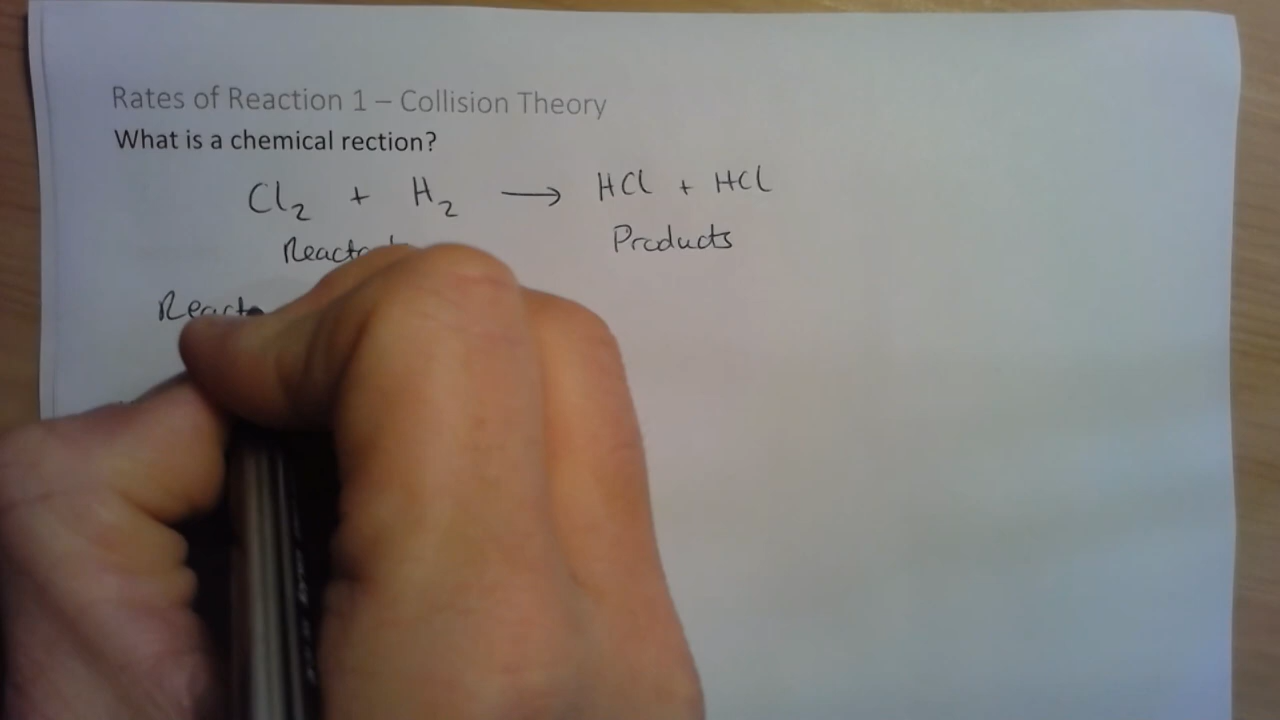 Rates of Reaction 1 – Collision Theory
What is a chemical rection?
Cl₂ + H₂ → HCl + HCl
Products